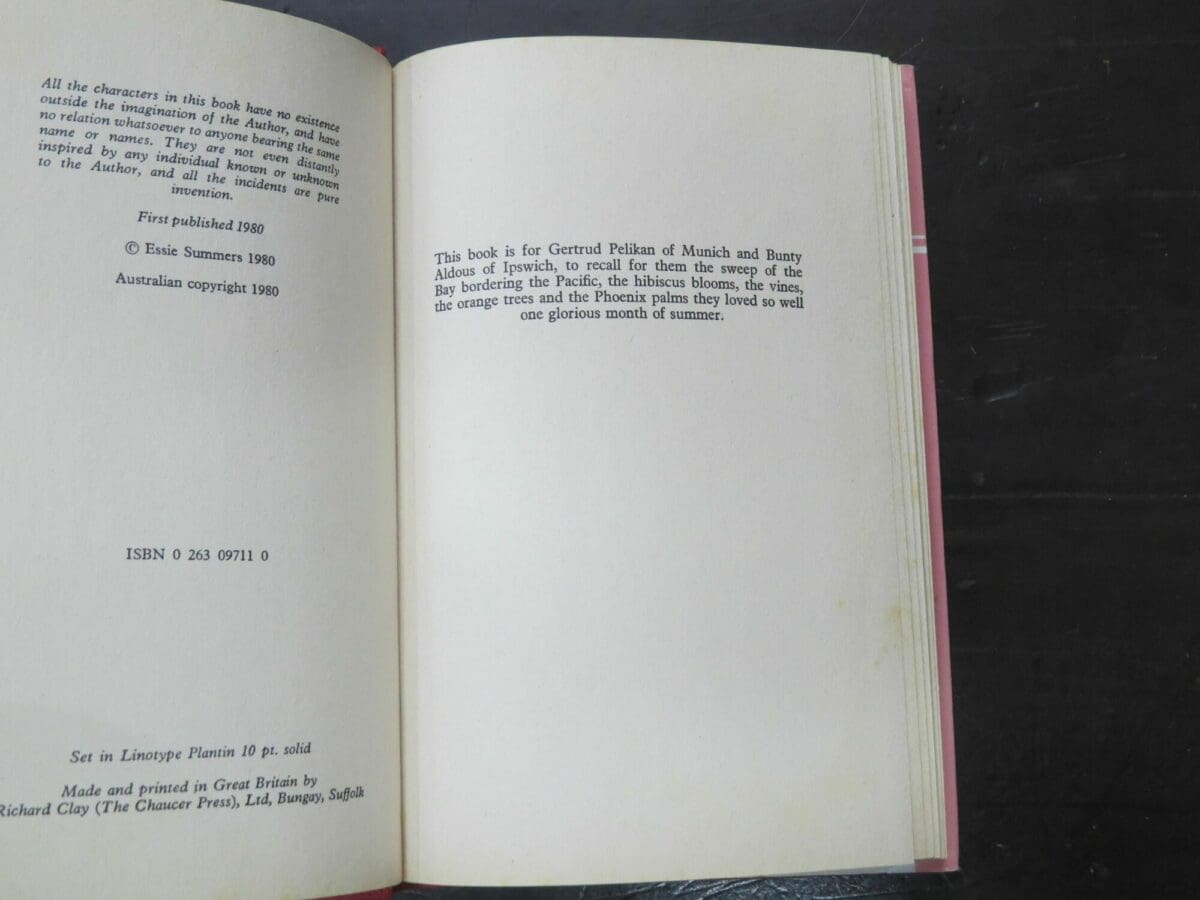 All the characters in this book have no existence
outside the imagination of the Author, and have
no relation whatsoever to anyone bearing the same
name or names. They are not even distantly
inspired by any individual known or unknown
to the Author, and all the incidents are pure
invention.
First published 1980
© Essie Summers 1980
Australian copyright 1980
ISBN 0 263 09711 0
Set in Linotype Plantin 10 pt. solid
Made and printed in Great Britain by
Richard Clay (The Chaucer Press), Ltd, Bungay, Suffolk
This book is for Gertrud Pelikan of Munich and Bunty
Aldous of Ipswich, to recall for them the sweep of the
Bay bordering the Pacific, the hibiscus blooms, the vines,
the orange trees and the Phoenix palms they loved so well
one glorious month of summer.